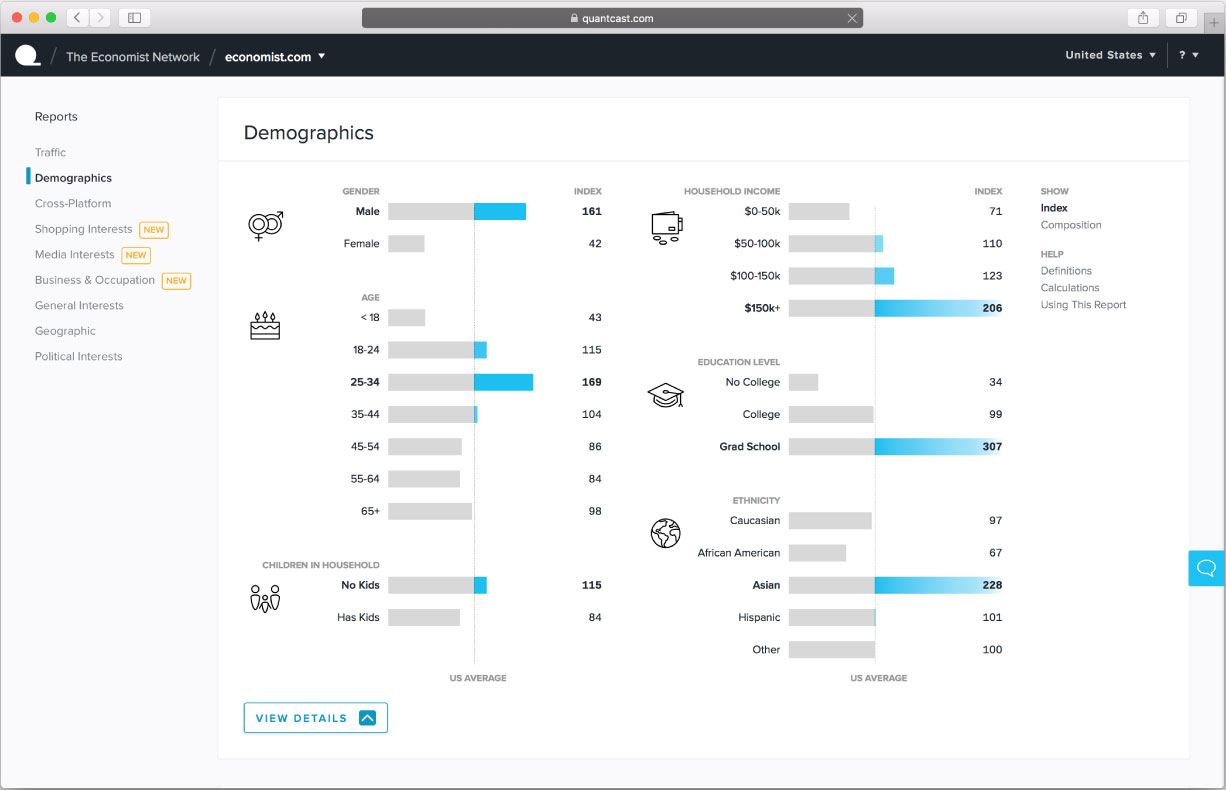 quantcast.com
The Economist Network / economist.com
United States
?
Reports
Traffic
Demographics
Cross-Platform
Shopping Interests NEW
Media Interests NEW
Business & Occupation NEW
General Interests
Geographic
Political Interests
Demographics
GENDER INDEX
Male 161
Female 42
AGE
< 18 43
18-24 115
25-34 169
35-44 104
45-54 86
55-64 84
65+ 98
CHILDREN IN HOUSEHOLD
No Kids 115
Has Kids 84
US AVERAGE
HOUSEHOLD INCOME INDEX
$0-50k 71
$50-100k 110
$100-150k 123
$150k+ 206
EDUCATION LEVEL
No College 34
College 99
Grad School 307
ETHNICITY
Caucasian 97
African American 67
Asian 228
Hispanic 101
Other 100
US AVERAGE
SHOW
Index
Composition
HELP
Definitions
Calculations
Using This Report
VIEW DETAILS